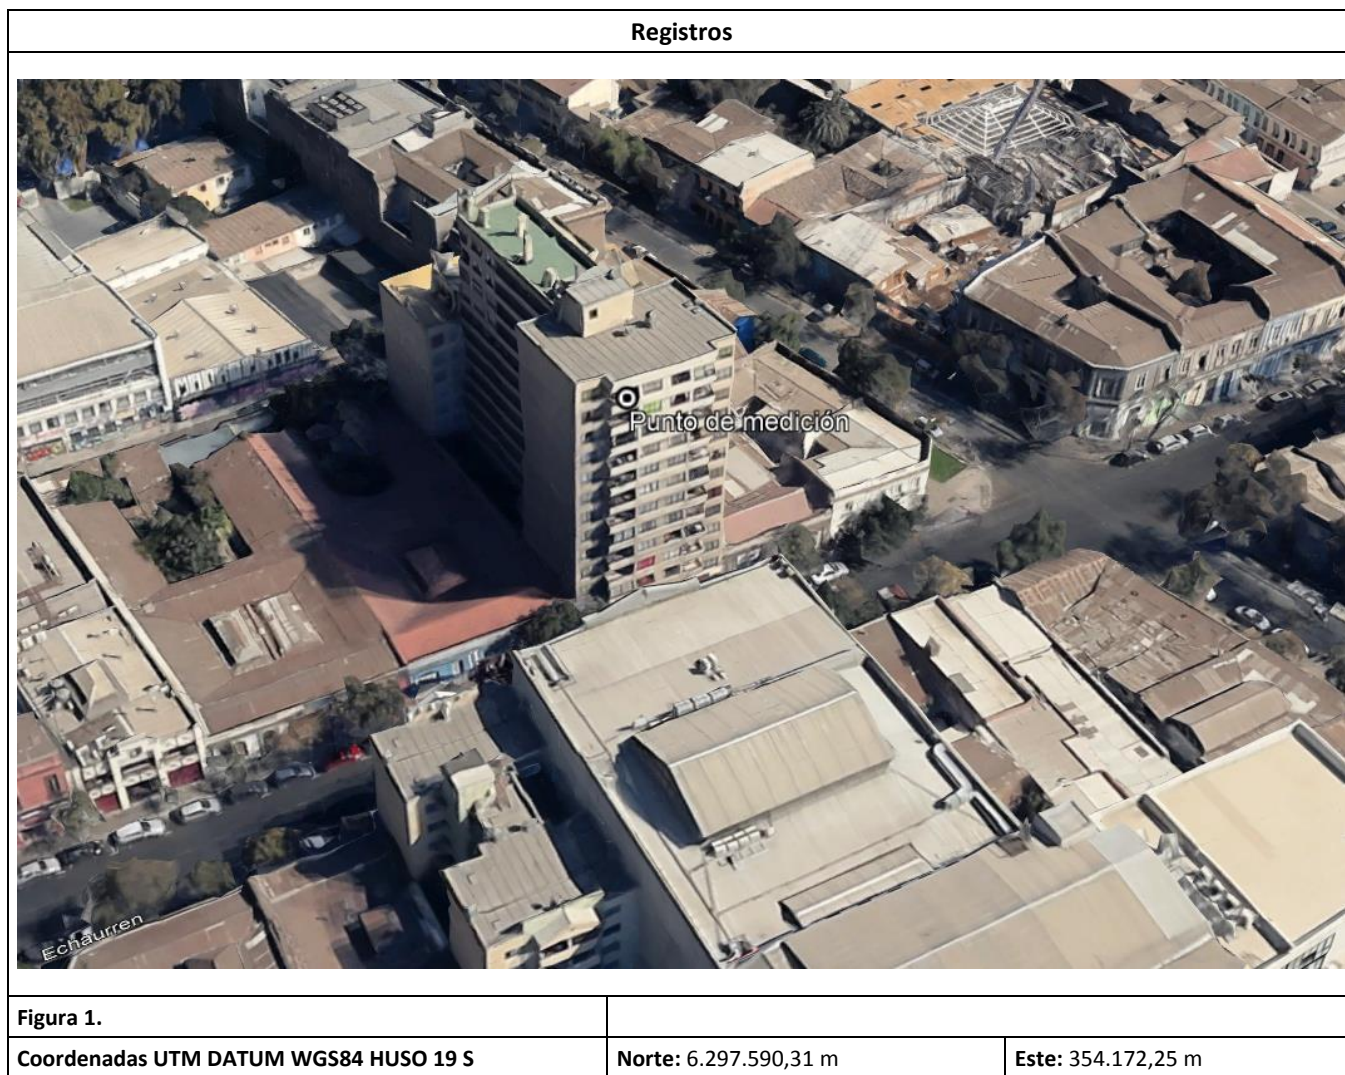 Registros
Punto de medición
Echaurren
Figura 1.
Coordenadas UTM DATUM WGS84 HUSO 19 S Norte: 6.297.590,31 m Este: 354.172,25 m